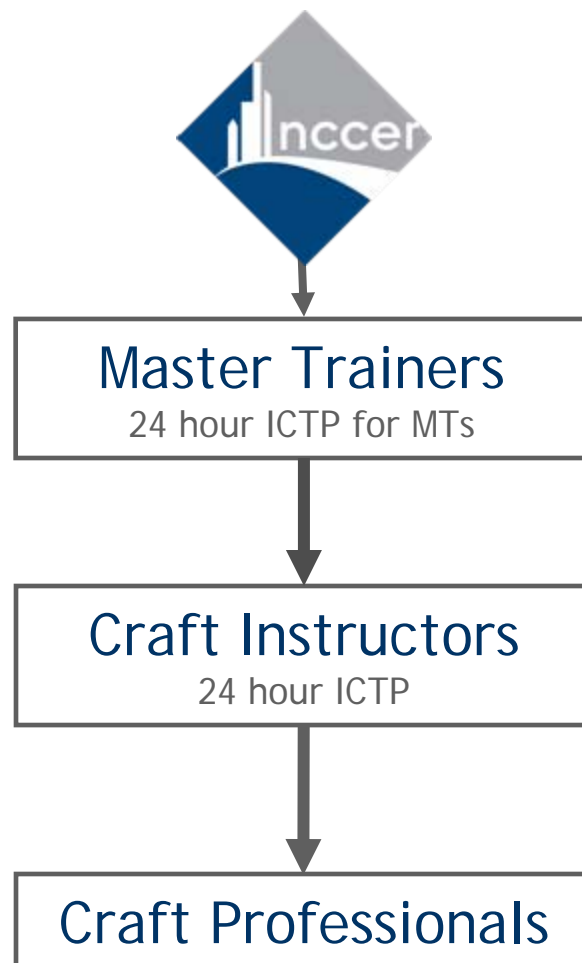 nccer
Master Trainers
24 hour ICTP for MTs
Craft Instructors
24 hour ICTP
Craft Professionals